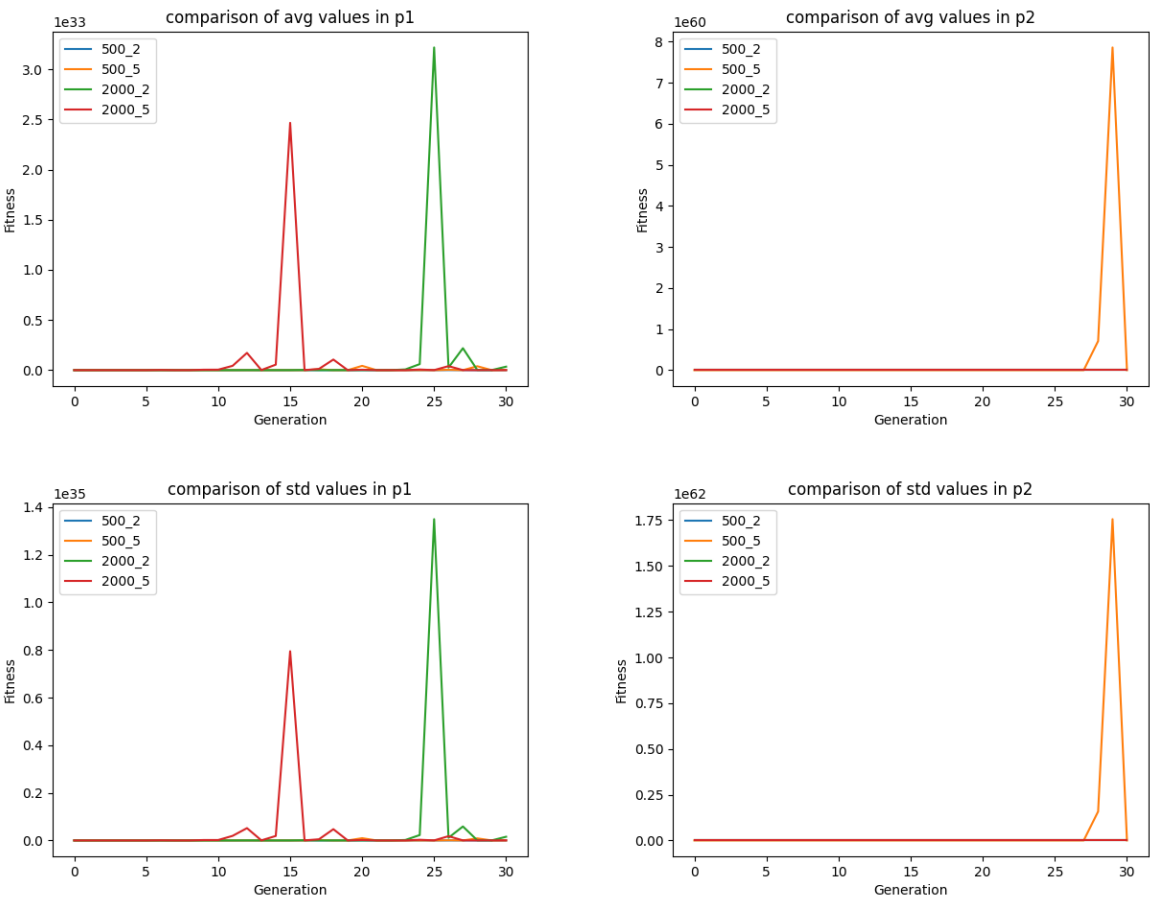 comparison of avg values in p1
1e33
500_2
500_5
2000_2
2000_5
3.0
2.5
2.0
1.5
1.0
0.5
0.0
Fitness
0 5 10 15 20 25 30
Generation
comparison of avg values in p2
1e60
500_2
500_5
2000_2
2000_5
8
7
6
5
4
3
2
1
0
Fitness
0 5 10 15 20 25 30
Generation
comparison of std values in p1
1e35
500_2
500_5
2000_2
2000_5
1.4
1.2
1.0
0.8
0.6
0.4
0.2
0.0
Fitness
0 5 10 15 20 25 30
Generation
comparison of std values in p2
1e62
500_2
500_5
2000_2
2000_5
1.75
1.50
1.25
1.00
0.75
0.50
0.25
0.00
Fitness
0 5 10 15 20 25 30
Generation